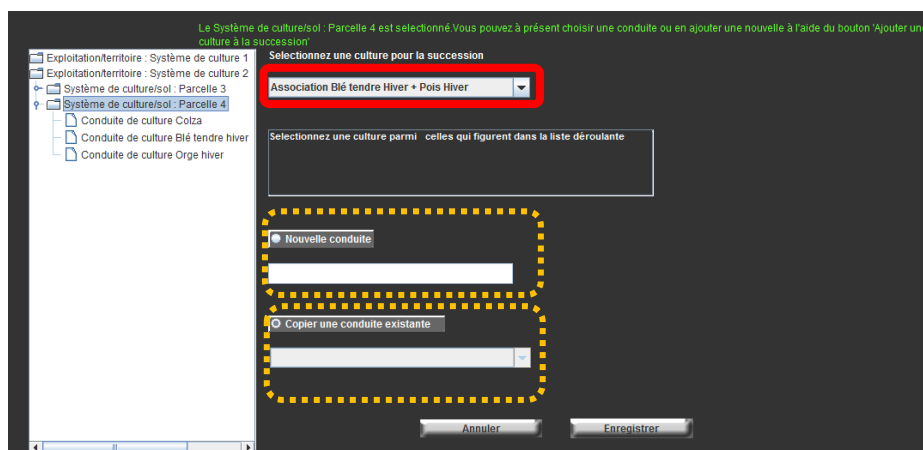 Le Système de culture/sol : Parcelle 4 est selectionné.Vous pouvez à présent choisir une conduite ou en ajouter une nouvelle à l'aide du bouton 'Ajouter une
culture à la succession'
Exploitation/territoire : Système de culture 1
Exploitation/territoire : Système de culture 2
Système de culture/sol : Parcelle 3
Système de culture/sol : Parcelle 4
Conduite de culture Colza
Conduite de culture Blé tendre hiver
Conduite de culture Orge hiver
Selectionnez une culture pour la succession
Association Blé tendre Hiver + Pois Hiver
Selectionnez une culture parmi celles qui figurent dans la liste déroulante
Nouvelle conduite
Copier une conduite existante
Annuler
Enregistrer